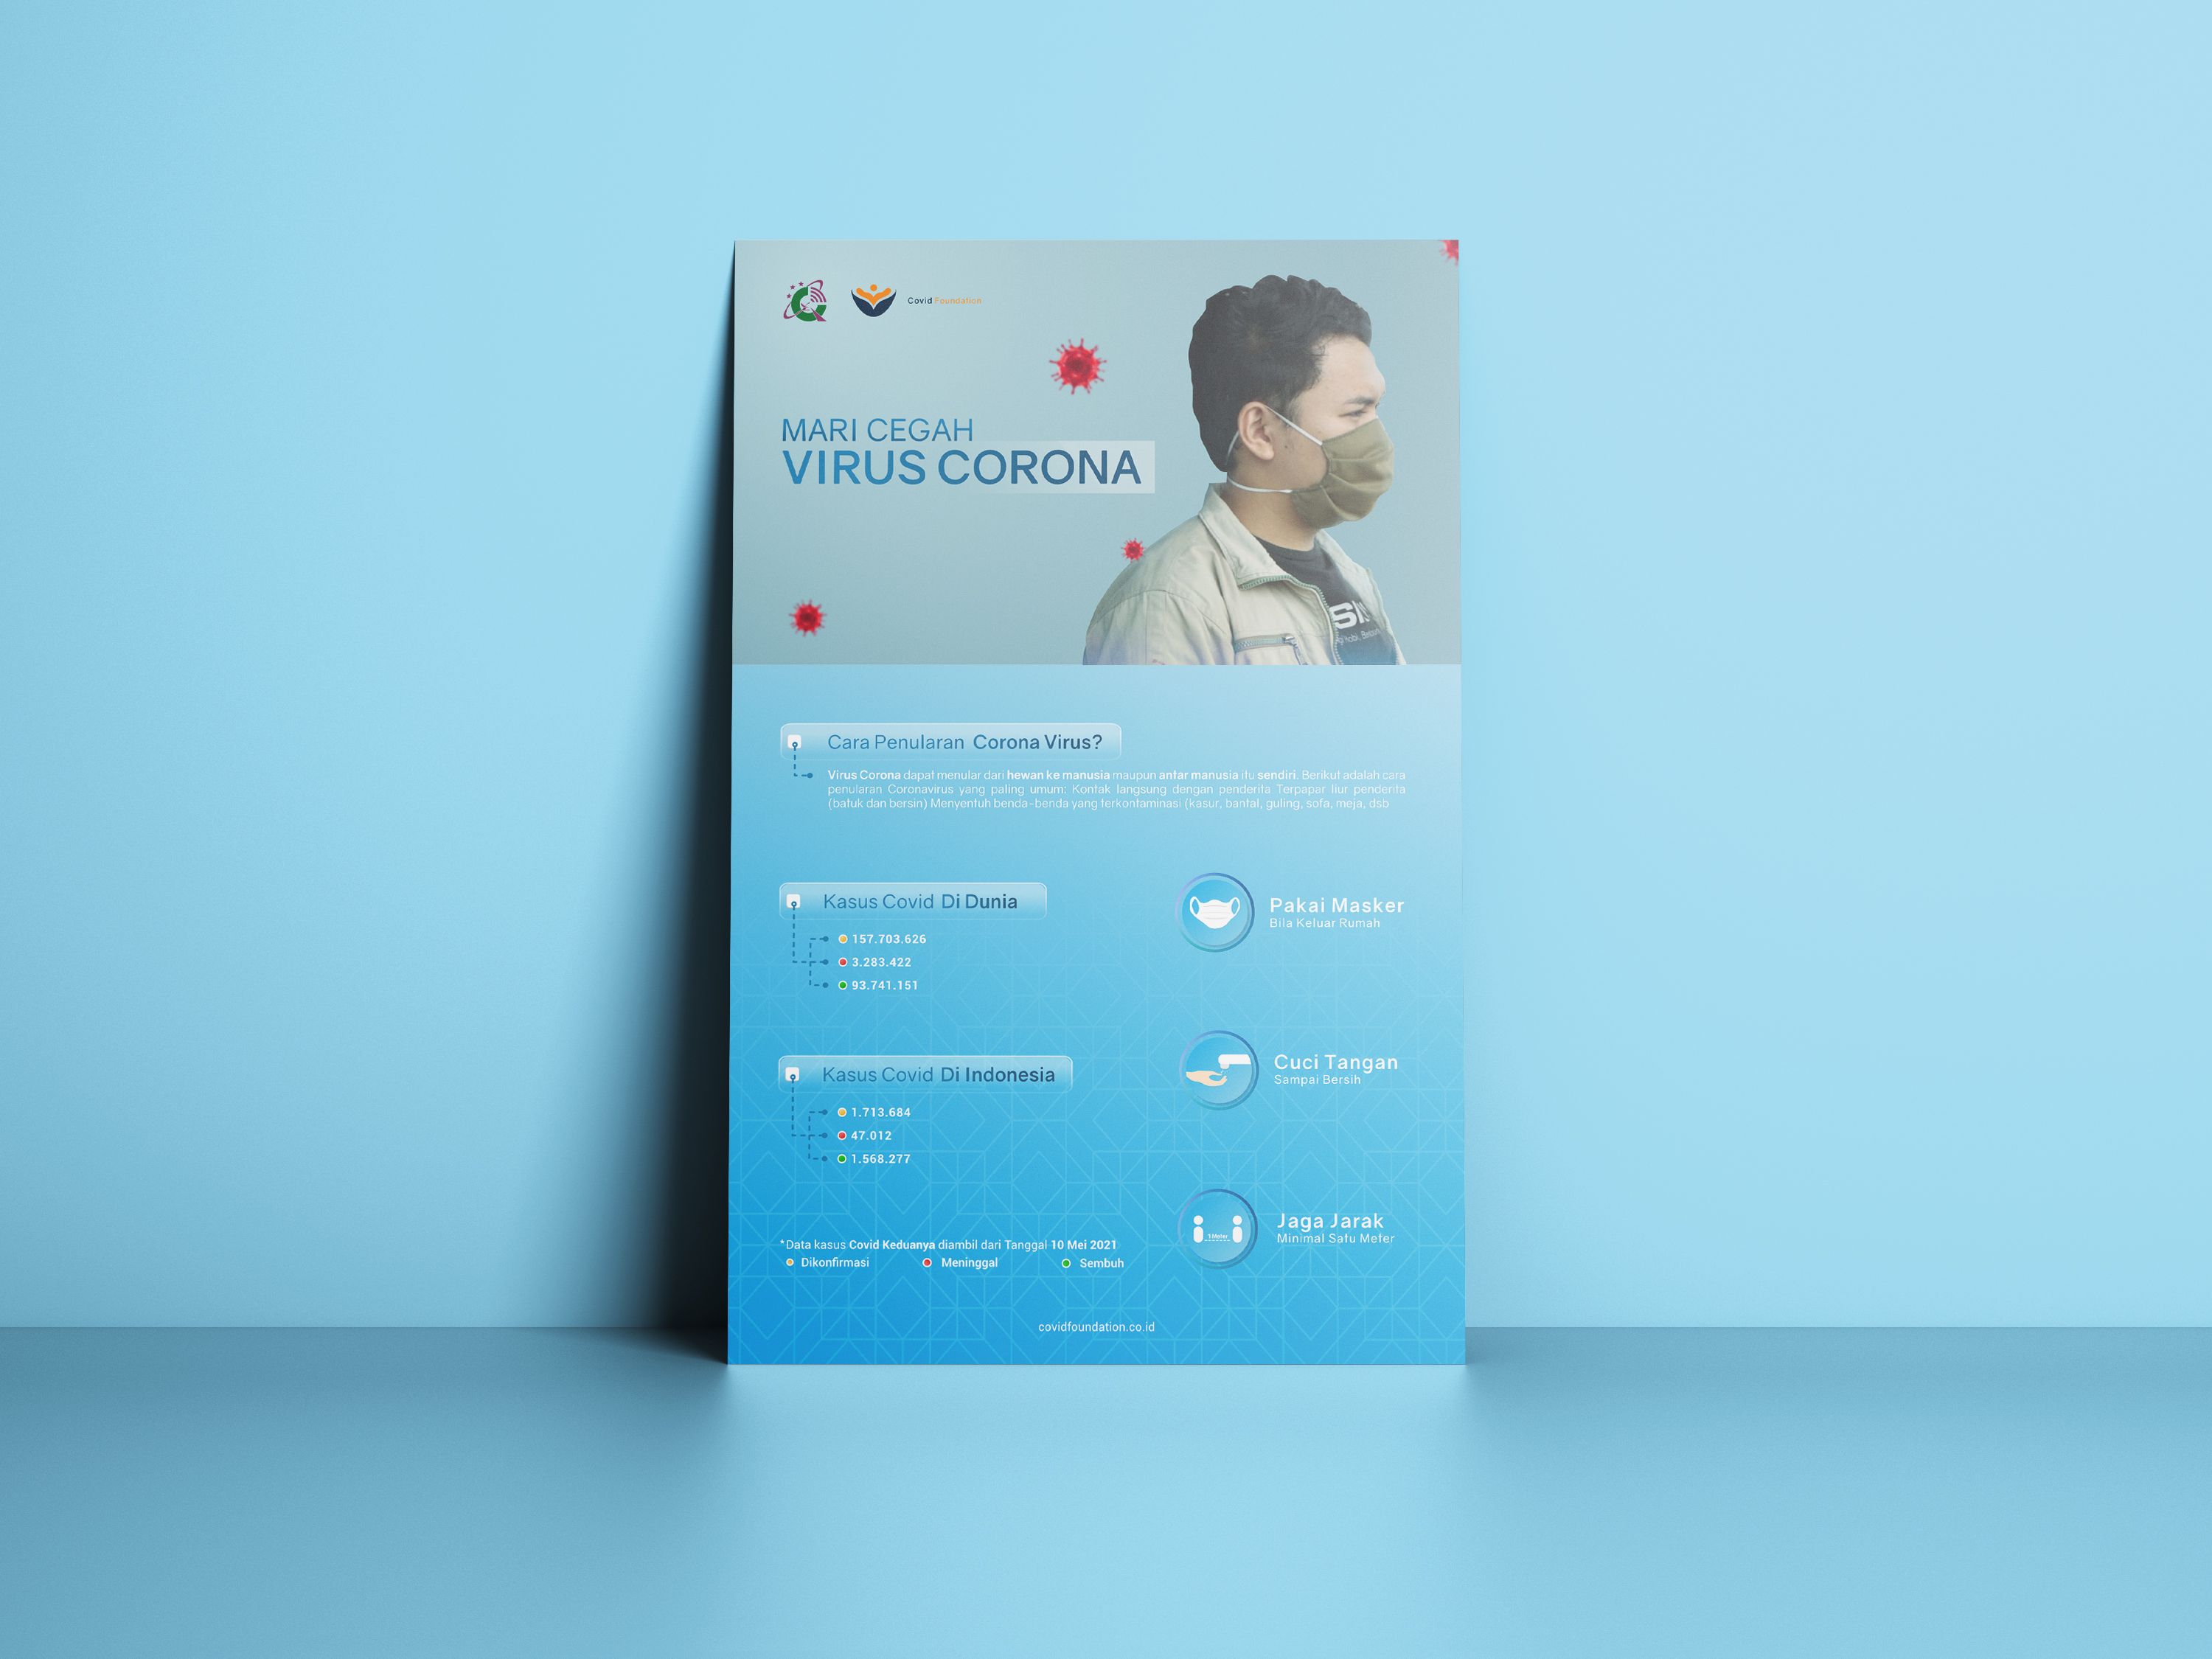 Covid Foundation
MARI CEGAH
VIRUS CORONA
Cara Penularan Corona Virus?
Virus Corona dapat menular dari hewan ke manusia maupun antar manusia itu sendiri. Berikut adalah cara
penularan Coronavirus yang paling umum: Kontak langsung dengan penderita Terpapar liur penderita
(batuk dan bersin) Menyentuh benda-benda yang terkontaminasi (kasur, bantal, guling, sofa, meja, dsb
Kasus Covid Di Dunia
157.703.626
3.283.422
93.741.151
Kasus Covid Di Indonesia
1.713.684
47.012
1.568.277
*Data kasus Covid Keduanya diambil dari Tanggal 10 Mei 2021
Dikonfirmasi Meninggal Sembuh
Pakai Masker
Bila Keluar Rumah
Cuci Tangan
Sampai Bersih
1 Meter
Jaga Jarak
Minimal Satu Meter
covidfoundation.co.id